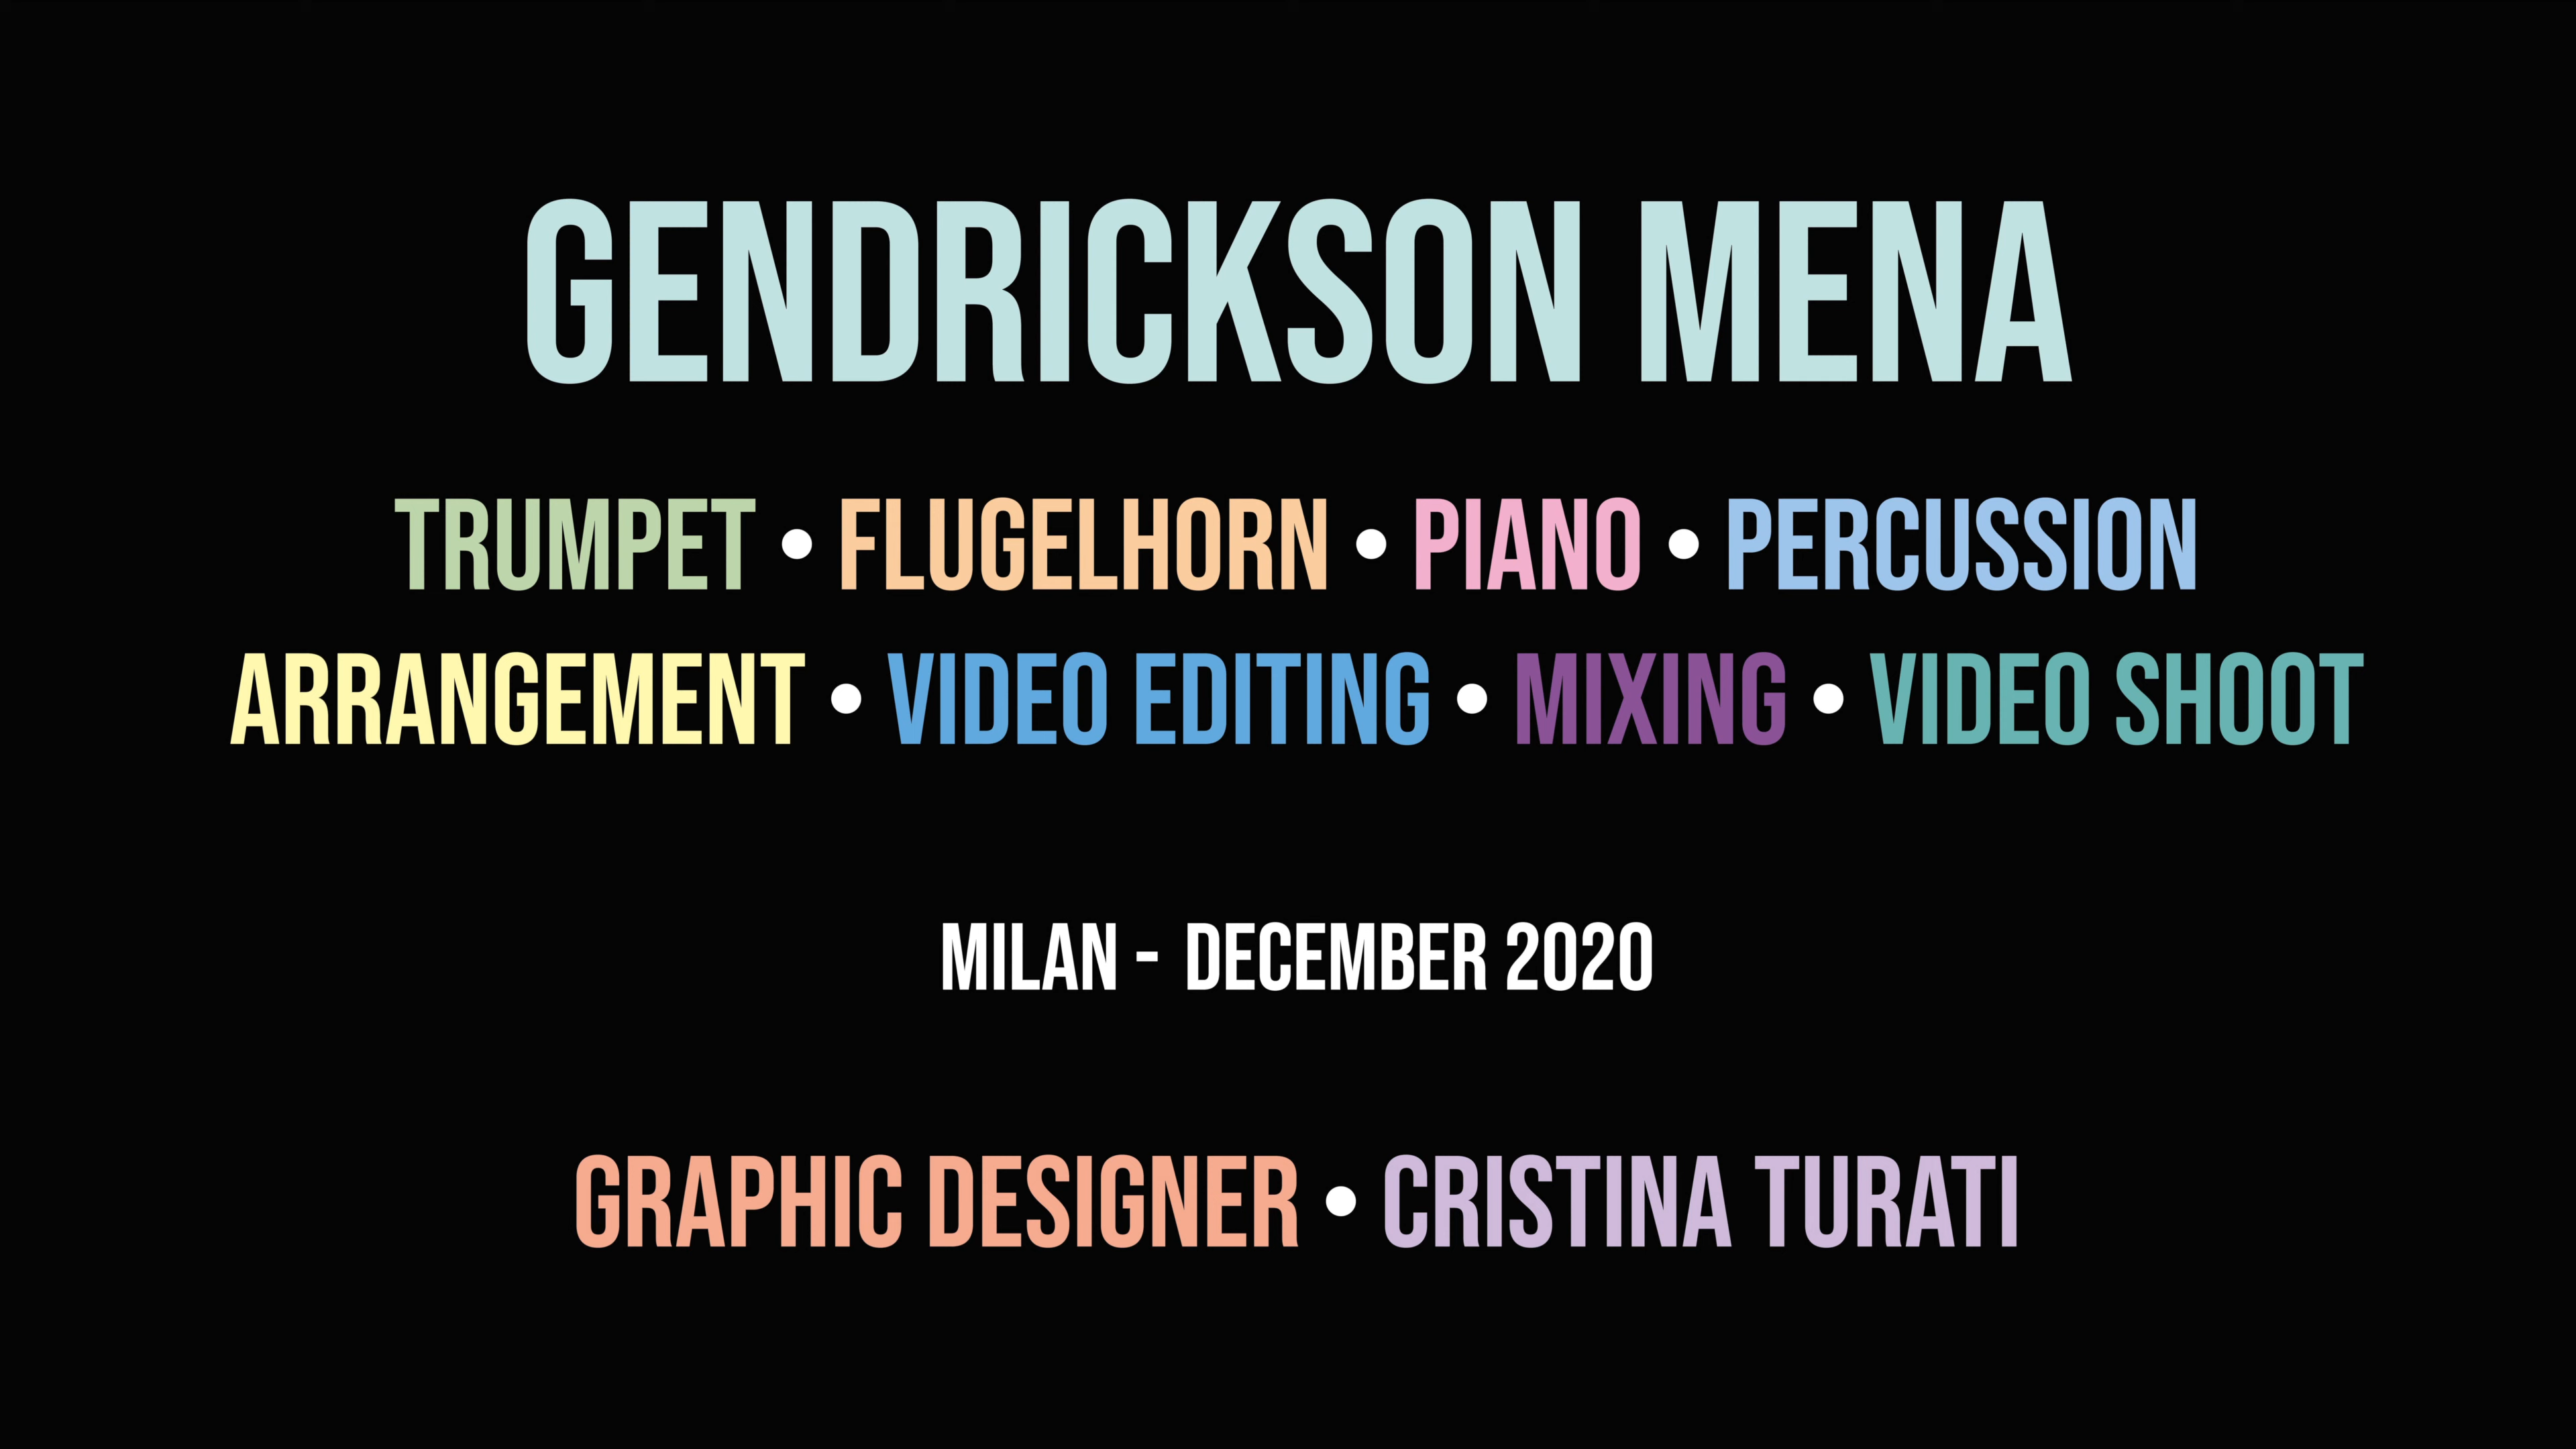 GENDRICKSON MENA
TRUMPET • FLUGELHORN • PIANO • PERCUSSION
ARRANGEMENT • VIDEO EDITING • MIXING • VIDEO SHOOT
MILAN - DECEMBER 2020
GRAPHIC DESIGNER • CRISTINA TURATI